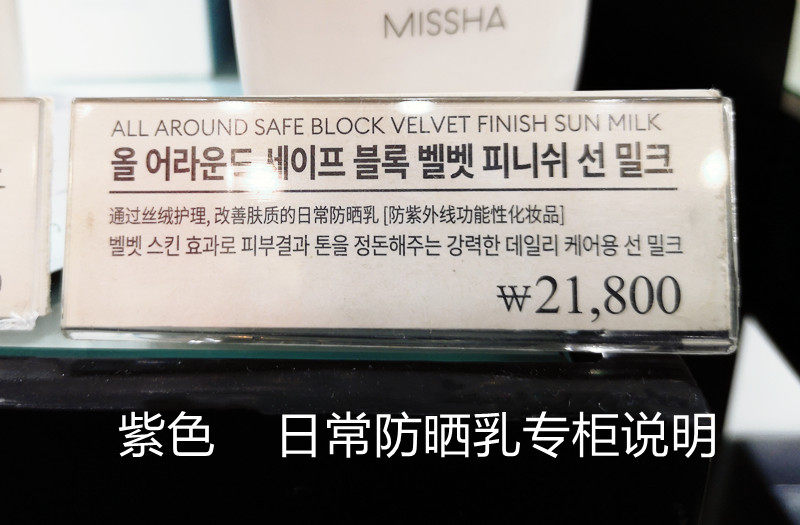 MISSHA
ALL AROUND SAFE BLOCK VELVET FINISH SUN MILK
올 어라운드 세이프 블록 벨벳 피니쉬 선 밀크
通过丝绒护理, 改善肤质的日常防晒乳 [防紫外线功能性化妆品]
벨벳 스킨 효과로 피부결과 톤을 정돈해주는 강력한 데일리 케어용 선 밀크
₩21,800
紫色 日常防晒乳专柜说明